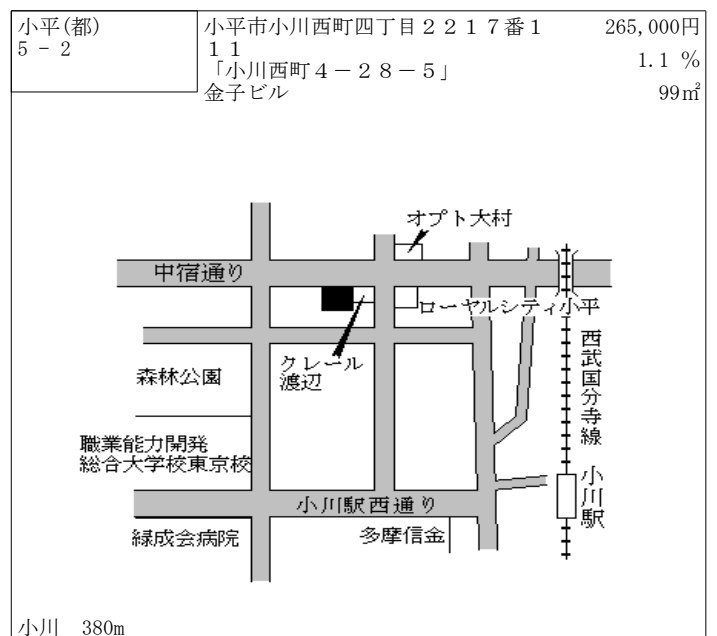 小平(都)
5 - 2
小平市小川西町四丁目２２１７番１
１１
「小川西町４－２８－５」
金子ビル
265,000円
1.1 %
99㎡
オプト大村
中宿通り
ローヤルシティ小平
クレール
渡辺
森林公園
西武国分寺線
職業能力開発
総合大学校東京校
小川駅
小川駅西通り
緑成会病院
多摩信金
小川 380m